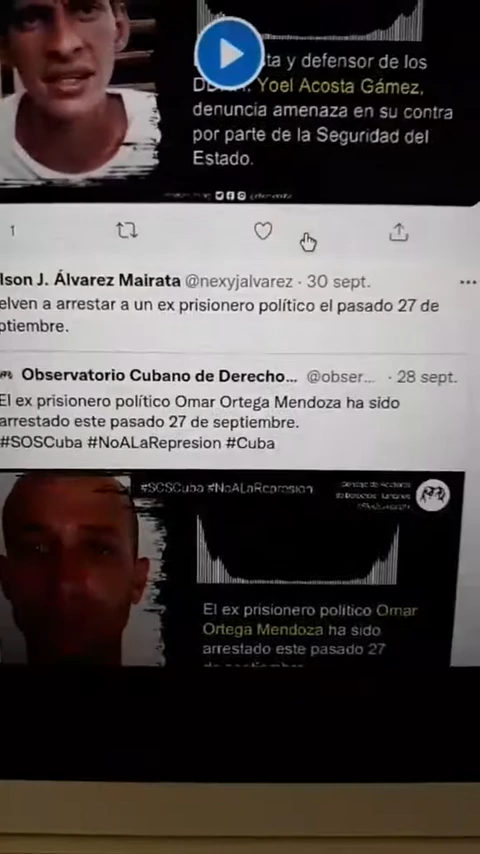 ta y defensor de los
Yoel Acosta Gámez,
denuncia amenaza en su contra
por parte de la Seguridad del
Estado.
1
lson J. Álvarez Mairata @nexyjalvarez · 30 sept.
elven a arrestar a un ex prisionero político el pasado 27 de
ptiembre.
Observatorio Cubano de Derecho... @obser... · 28 sept.
El ex prisionero político Omar Ortega Mendoza ha sido
arrestado este pasado 27 de septiembre.
#SOSCuba #NoALaRepresion #Cuba
#SOSCuba #NoALaRepresion
El ex prisionero político Omar
Ortega Mendoza ha sido
arrestado este pasado 27